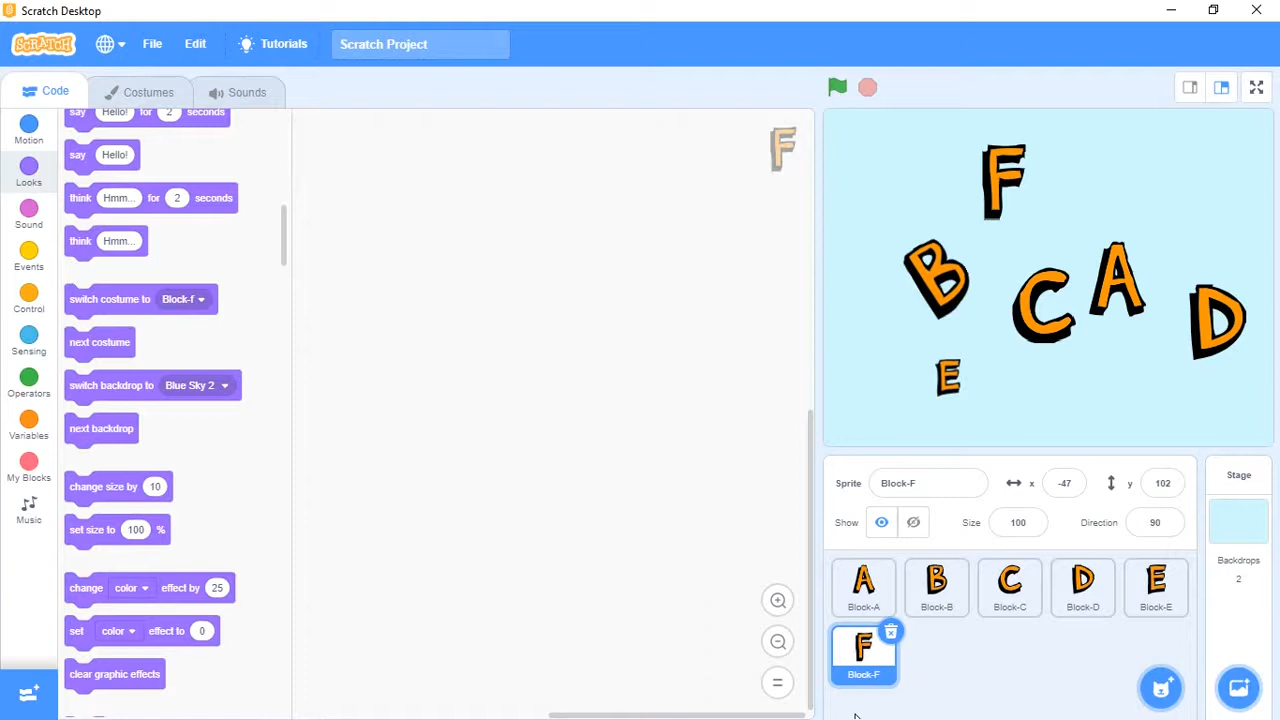 Scratch Desktop
SCRATCH File Edit Tutorials Scratch Project
Code Costumes Sounds
Motion
Looks
Sound
Events
Control
Sensing
Operators
Variables
My Blocks
Music
say Hello! for 2 seconds
say Hello!
think Hmm... for 2 seconds
think Hmm...
switch costume to Block-f
next costume
switch backdrop to Blue Sky 2
next backdrop
change size by 10
set size to 100 %
change color effect by 25
set color effect to 0
clear graphic effects
F
F
B C A D
E
Sprite Block-F x -47 y 102
Show Size 100 Direction 90
A B C D E
Block-A Block-B Block-C Block-D Block-E
F
Block-F
Stage
Backdrops
2